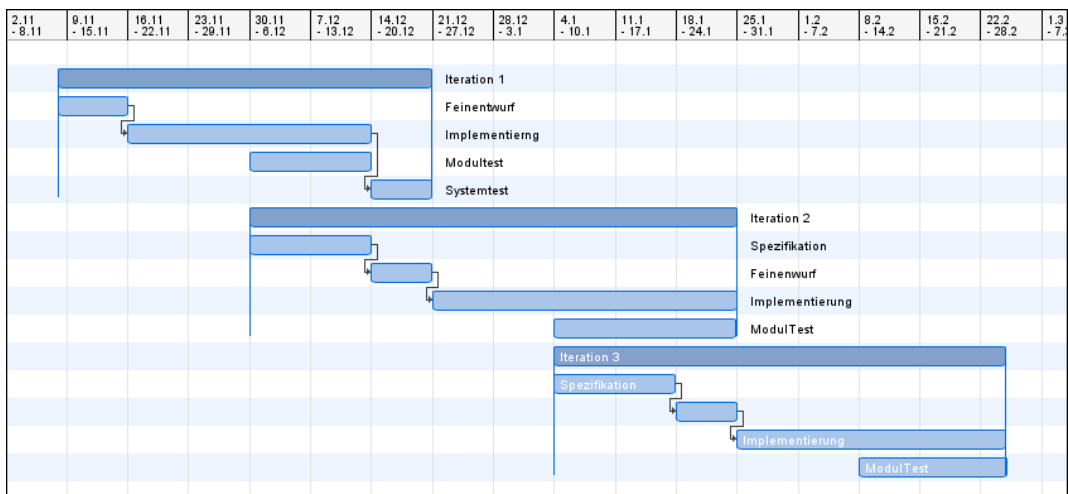 2.11 9.11 16.11 23.11 30.11 7.12 14.12 21.12 28.12 4.1 11.1 18.1 25.1 1.2 8.2 15.2 22.2 1.3
- 8.11 - 15.11 - 22.11 - 29.11 - 6.12 - 13.12 - 20.12 - 27.12 - 3.1 - 10.1 - 17.1 - 24.1 - 31.1 - 7.2 - 14.2 - 21.2 - 28.2 - 7.
Iteration 1
Feinentwurf
Implementierng
Modultest
Systemtest
Iteration 2
Spezifikation
Feinenwurf
Implementierung
ModulTest
Iteration 3
Spezifikation
Implementierung
ModulTest